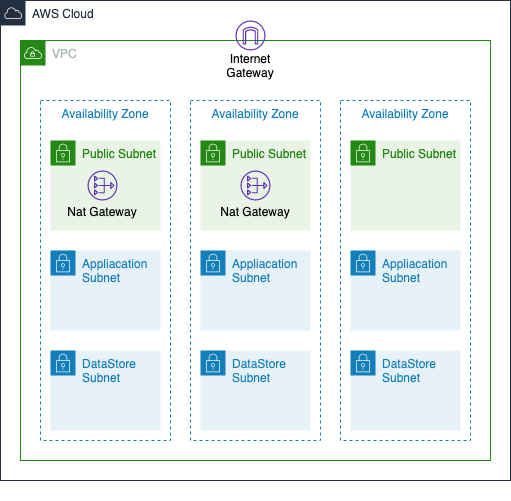 AWS Cloud
Internet
Gateway
VPC
Availability Zone
Availability Zone
Availability Zone
Public Subnet
Public Subnet
Public Subnet
Nat Gateway
Nat Gateway
Appliacation
Subnet
Appliacation
Subnet
Appliacation
Subnet
DataStore
Subnet
DataStore
Subnet
DataStore
Subnet